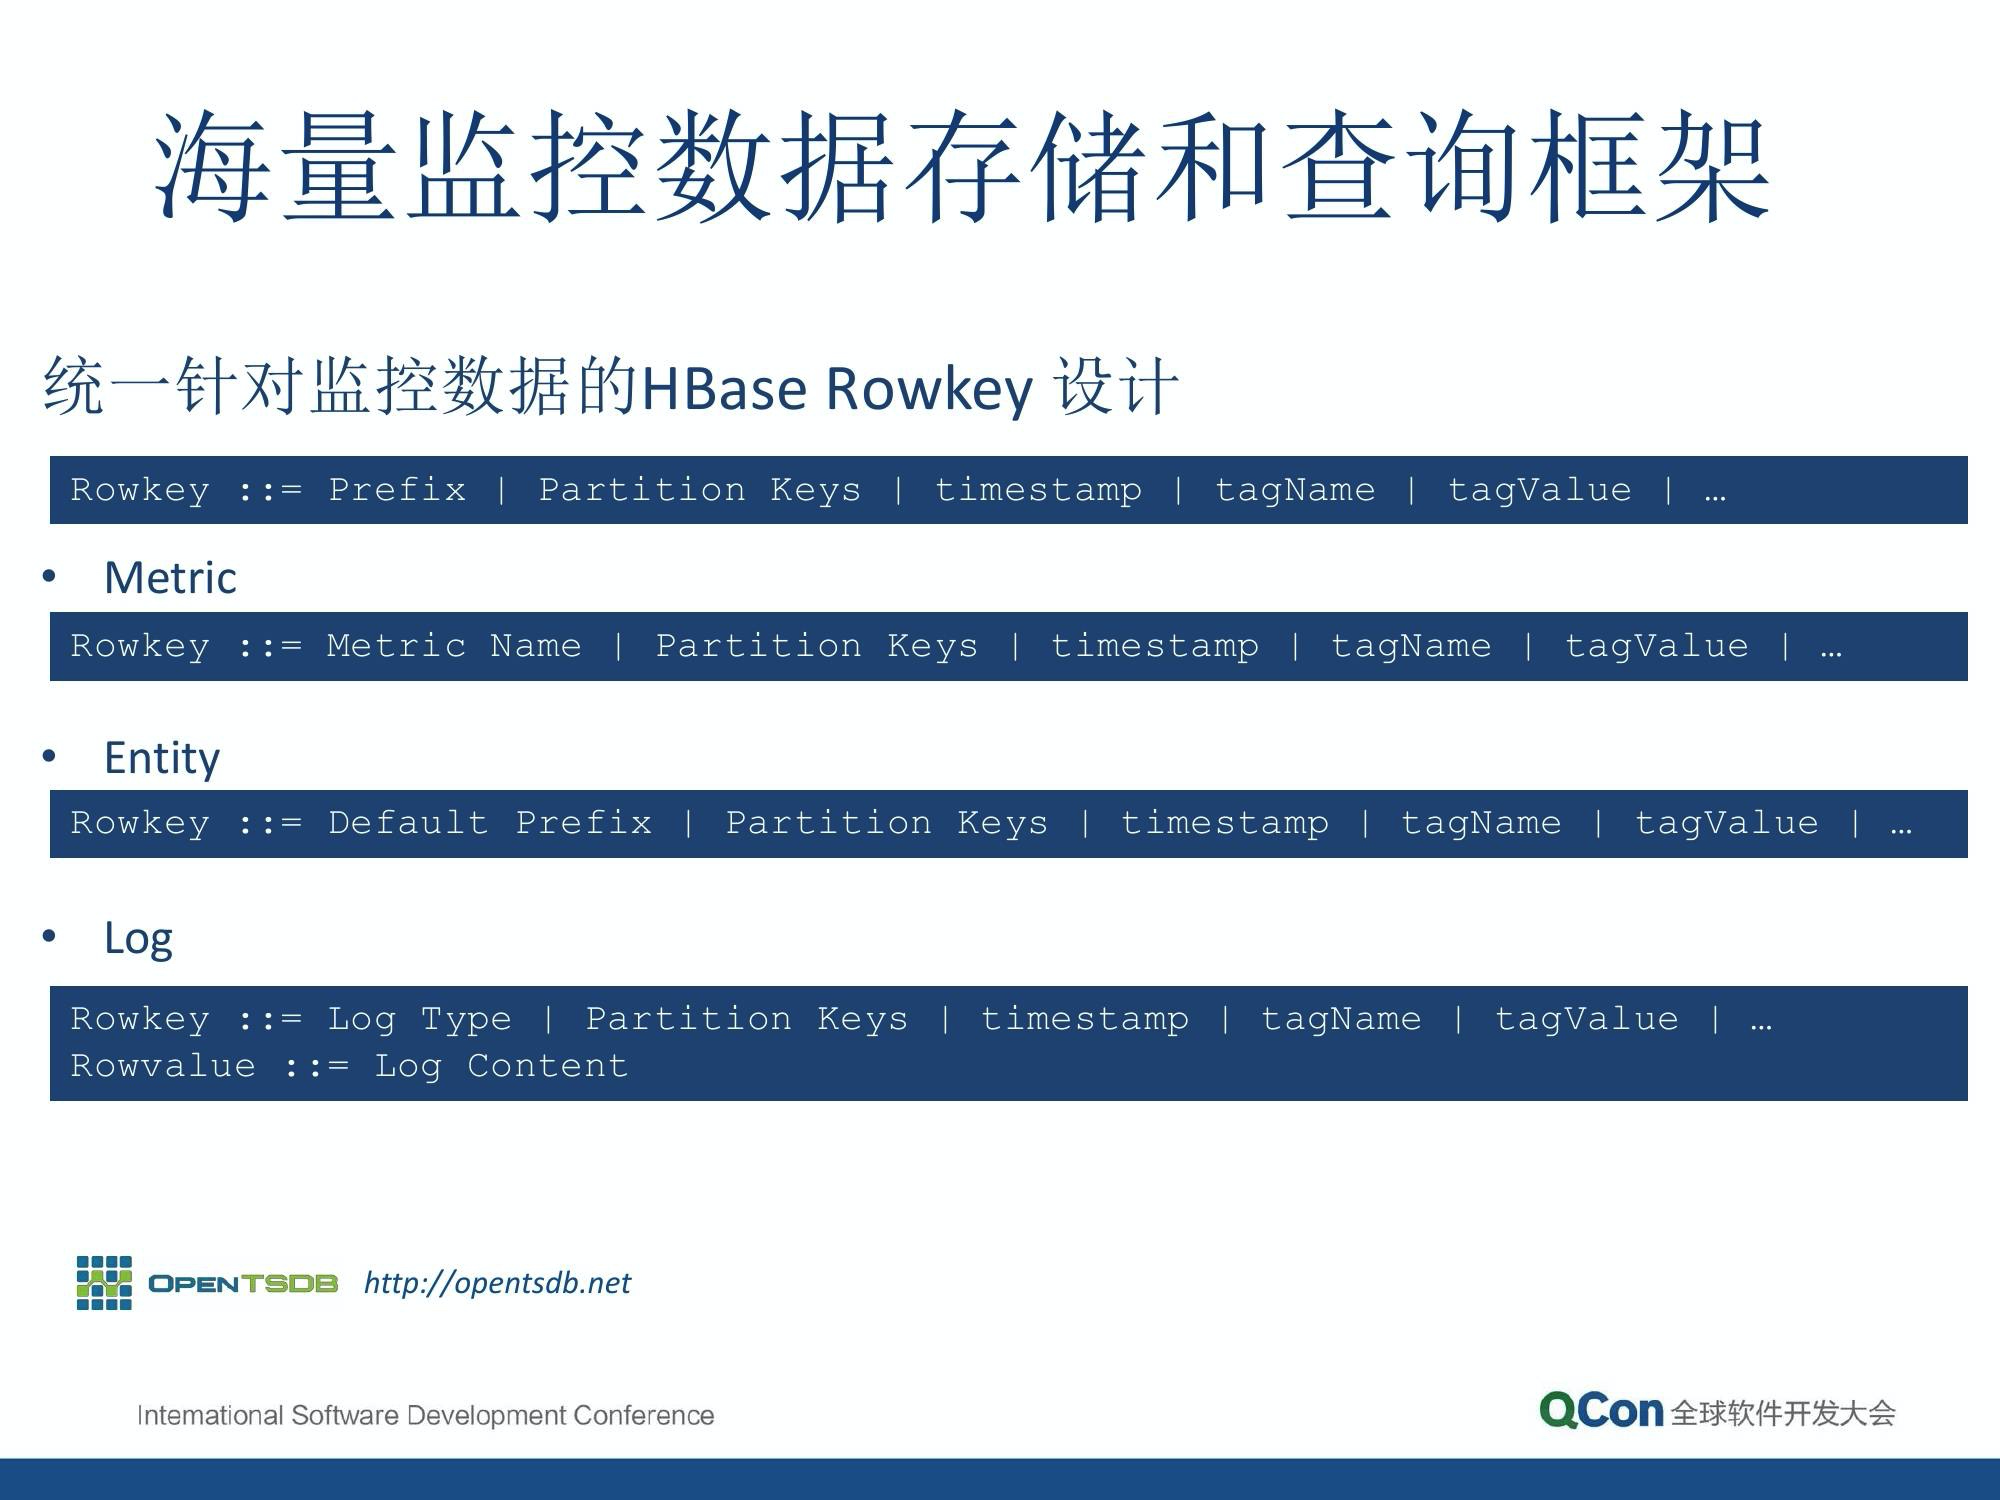 海量监控数据存储和查询框架
统一针对监控数据的HBase Rowkey 设计
Rowkey ::= Prefix | Partition Keys | timestamp | tagName | tagValue | …
• Metric
Rowkey ::= Metric Name | Partition Keys | timestamp | tagName | tagValue | …
• Entity
Rowkey ::= Default Prefix | Partition Keys | timestamp | tagName | tagValue | …
• Log
Rowkey ::= Log Type | Partition Keys | timestamp | tagName | tagValue | …
Rowvalue ::= Log Content
OPENTSDB http://opentsdb.net
International Software Development Conference
QCon 全球软件开发大会